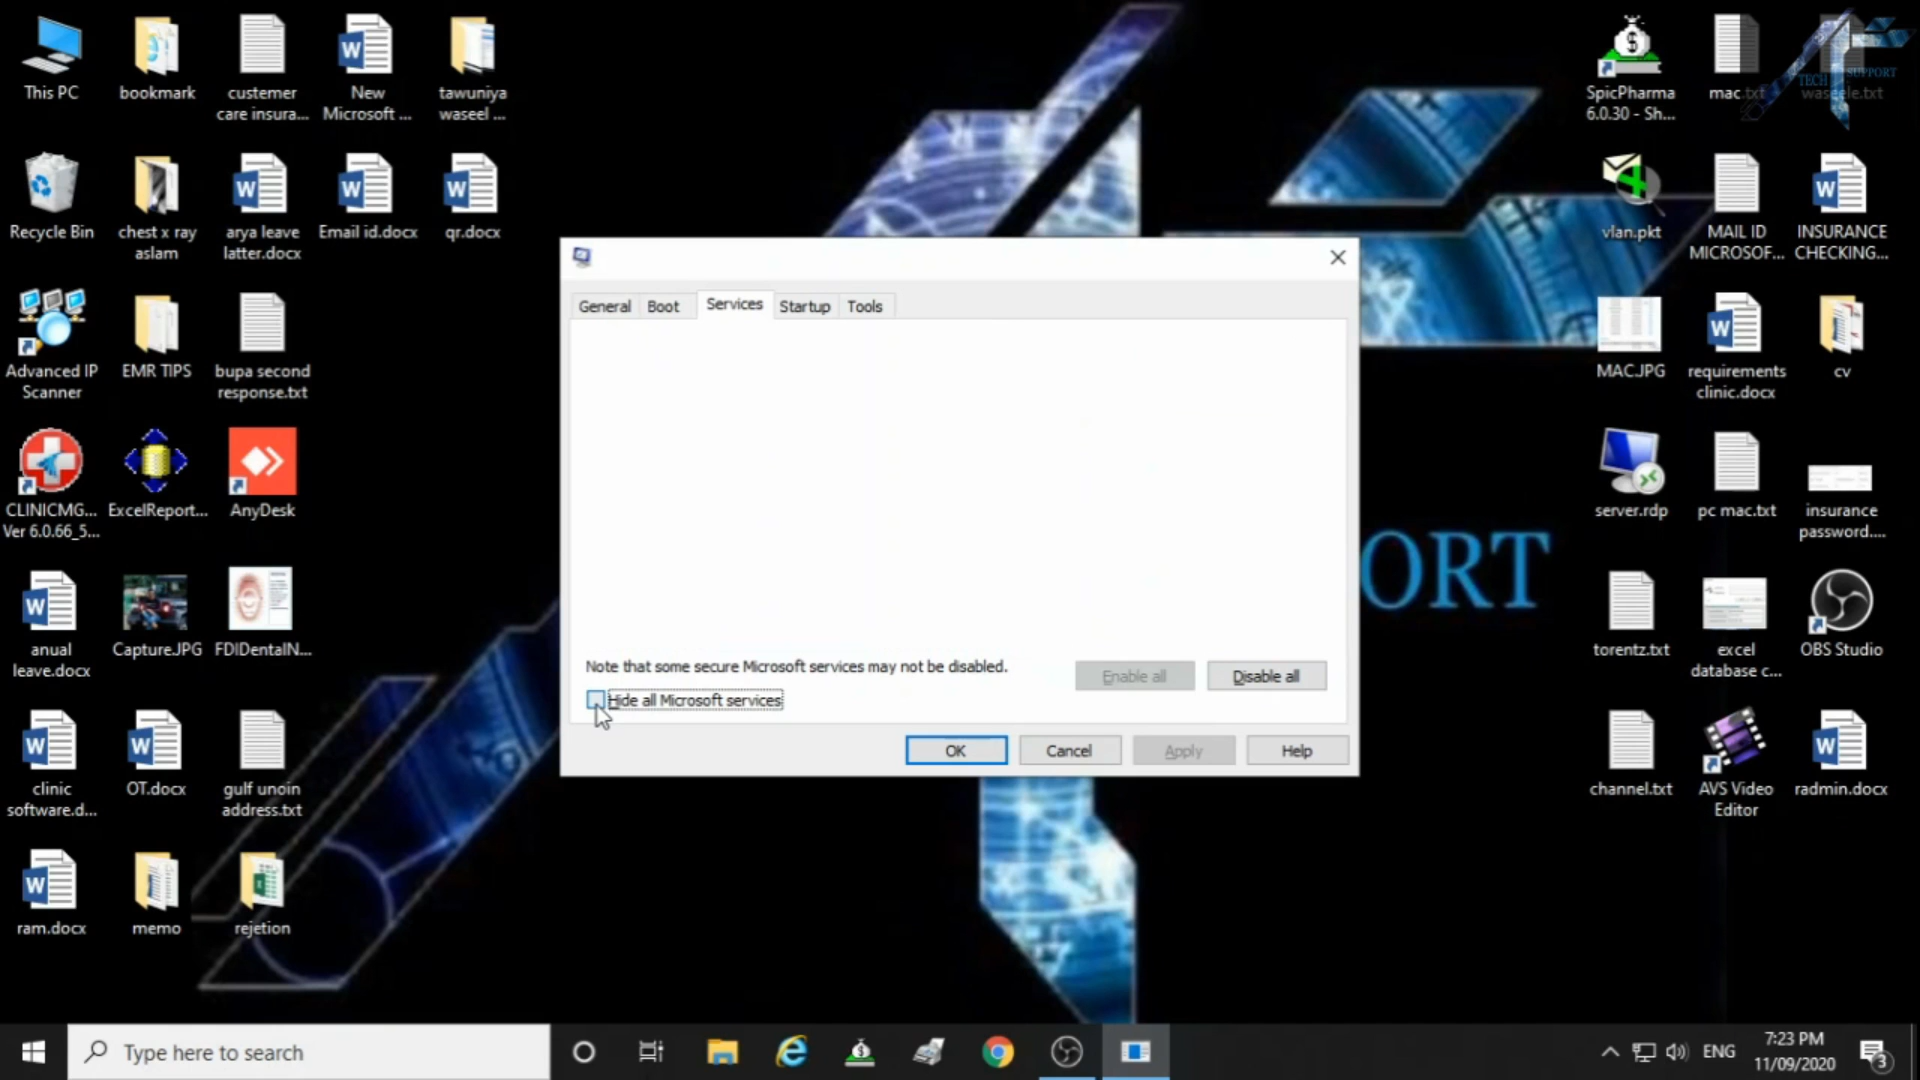 This PC
bookmark
custemer
care insura...
New
Microsoft ...
tawuniya
waseel ...
Recycle Bin
chest x ray
aslam
arya leave
latter.docx
Email id.docx
qr.docx
Advanced IP
Scanner
EMR TIPS
bupa second
response.txt
CLINICMG...
Ver 6.0.66_5...
ExcelReport...
AnyDesk
anual
leave.docx
Capture.JPG
FDIDentalN...
clinic
software.d...
OT.docx
gulf unoin
address.txt
ram.docx
memo
rejetion
General
Boot
Services
Startup
Tools
Note that some secure Microsoft services may not be disabled.
Enable all
Disable all
Hide all Microsoft services
OK
Cancel
Apply
Help
ORT
SpicPharma
6.0.30 - Sh...
mac.txt
waseele.txt
TECH SUPPORT
vlan.pkt
MAIL ID
MICROSOF...
INSURANCE
CHECKING...
MAC.JPG
requirements
clinic.docx
cv
server.rdp
pc mac.txt
insurance
password....
torentz.txt
excel
database c...
OBS Studio
channel.txt
AVS Video
Editor
radmin.docx
Type here to search
ENG
7:23 PM
11/09/2020
3